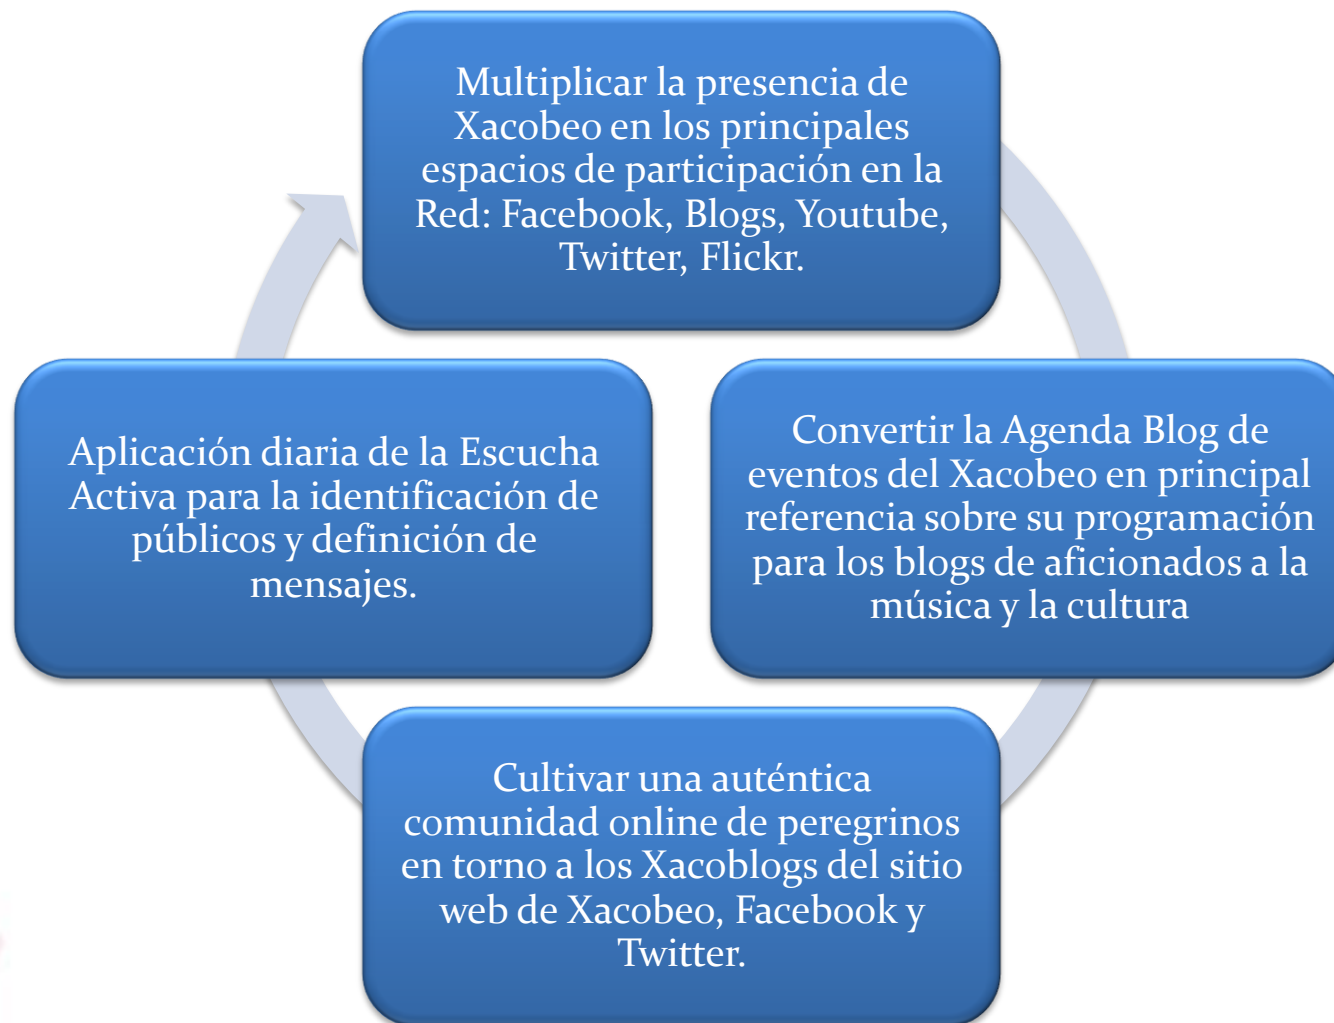 Multiplicar la presencia de
Xacobeo en los principales
espacios de participación en la
Red: Facebook, Blogs, Youtube,
Twitter, Flickr.
Convertir la Agenda Blog de
eventos del Xacobeo en principal
referencia sobre su programación
para los blogs de aficionados a la
música y la cultura
Cultivar una auténtica
comunidad online de peregrinos
en torno a los Xacoblogs del sitio
web de Xacobeo, Facebook y
Twitter.
Aplicación diaria de la Escucha
Activa para la identificación de
públicos y definición de
mensajes.